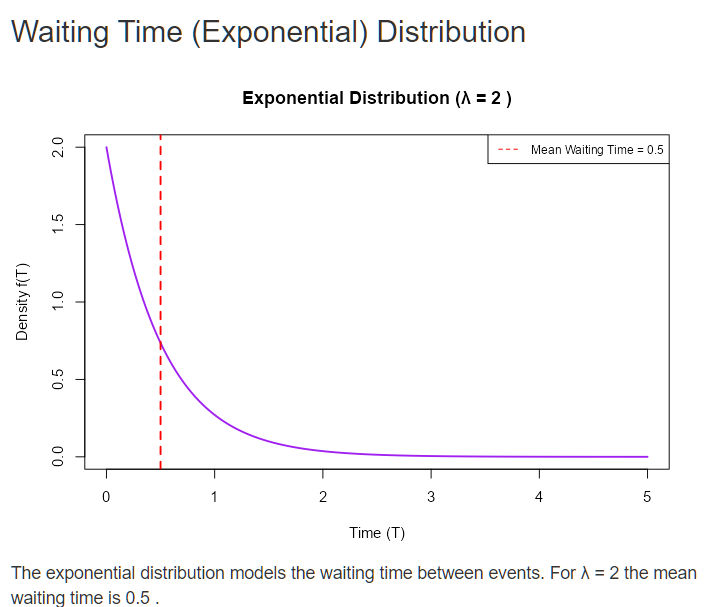 Waiting Time (Exponential) Distribution
Exponential Distribution (λ = 2 )
Mean Waiting Time = 0.5
Density f(T)
2.0
1.5
1.0
0.5
0.0
0 1 2 3 4 5
Time (T)
The exponential distribution models the waiting time between events. For λ = 2 the mean
waiting time is 0.5 .